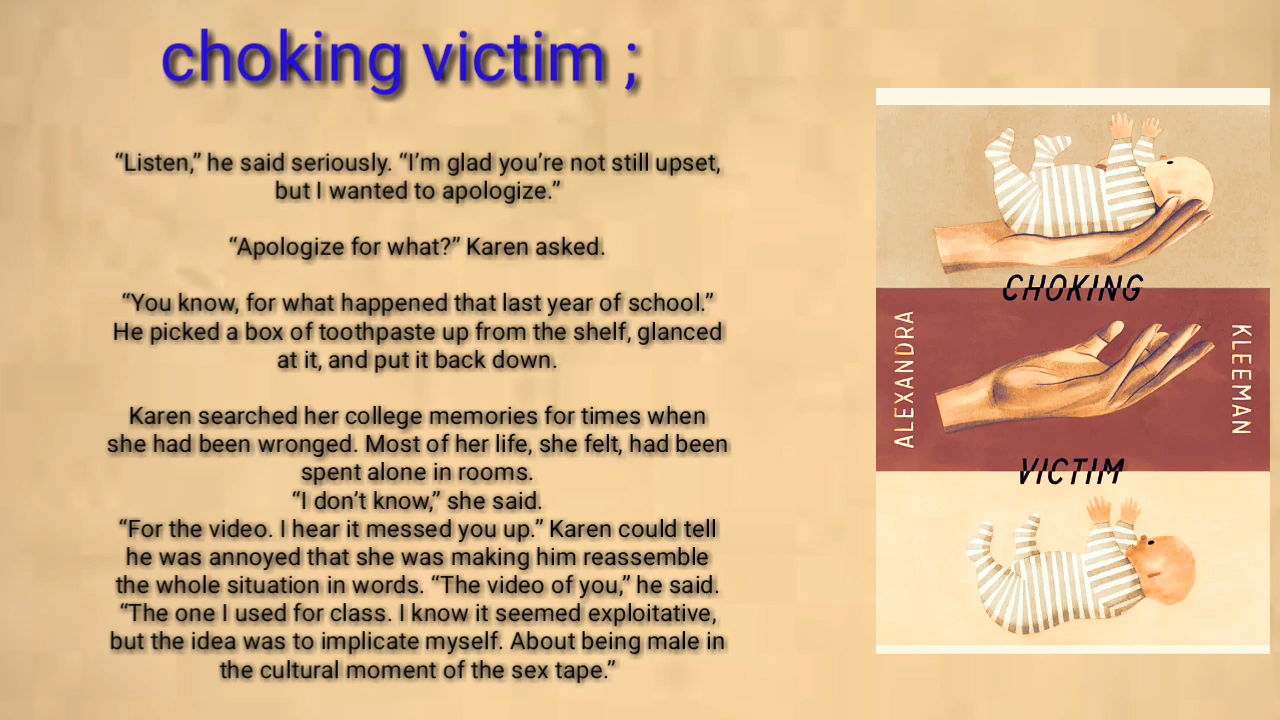 choking victim ;
“Listen,” he said seriously. “I’m glad you’re not still upset,
but I wanted to apologize.”
“Apologize for what?” Karen asked.
“You know, for what happened that last year of school.”
He picked a box of toothpaste up from the shelf, glanced
at it, and put it back down.
Karen searched her college memories for times when
she had been wronged. Most of her life, she felt, had been
spent alone in rooms.
“I don’t know,” she said.
“For the video. I hear it messed you up.” Karen could tell
he was annoyed that she was making him reassemble
the whole situation in words. “The video of you,” he said.
“The one I used for class. I know it seemed exploitative,
but the idea was to implicate myself. About being male in
the cultural moment of the sex tape.”
CHOKING
ALEXANDRA
KLEEMAN
VICTIM